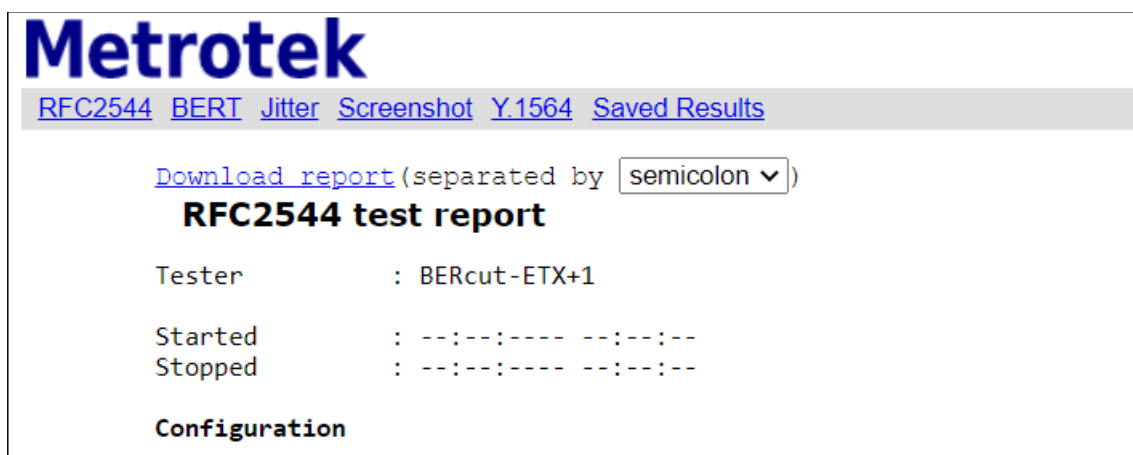 Metrotek
RFC2544 BERT Jitter Screenshot Y.1564 Saved Results
Download report(separated by semicolon)
RFC2544 test report
Tester : BERcut-ETX+1
Started : --:--:---- --:--:--
Stopped : --:--:---- --:--:--
Configuration